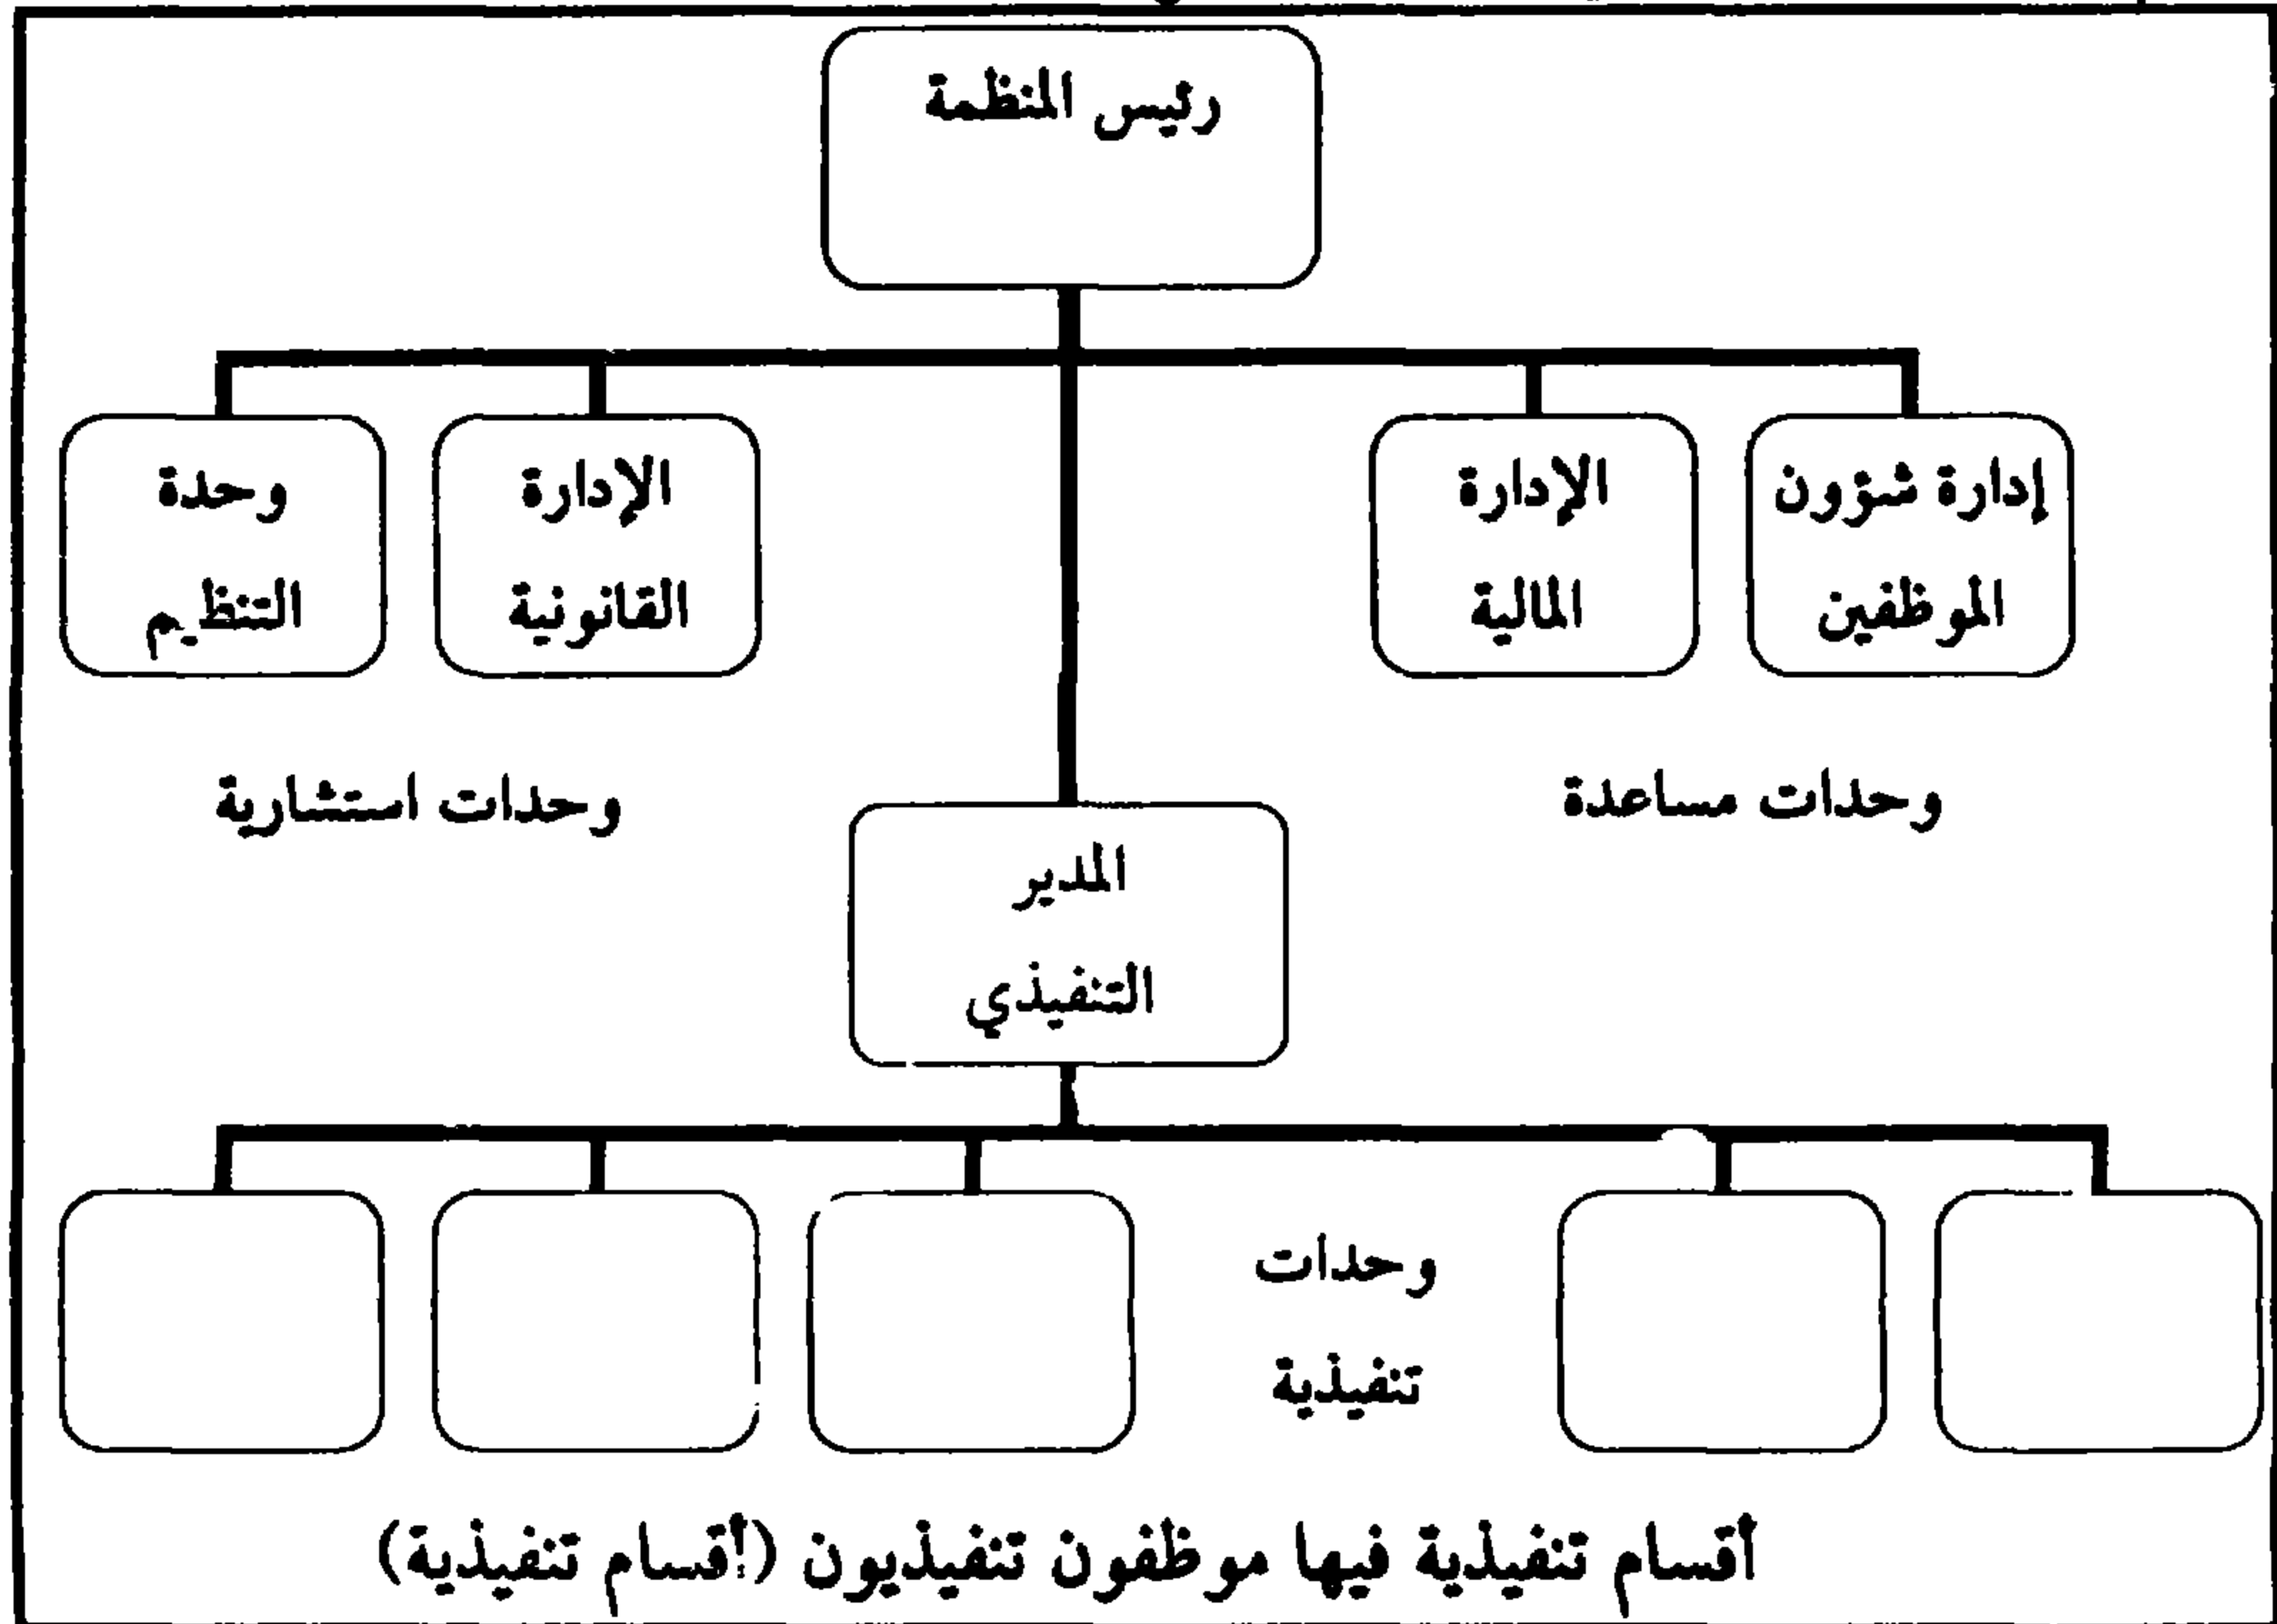 رئيس المنظمة
إدارة شؤون
الموظفين
الإدارة
المالية
الإدارة
القانونية
وحدة
التنظيم
وحدات مساعدة
وحدات استشارية
المدير
التنفيذي
وحدات
تنفيذية
أقسام تنفيذية فيها موظفون تنفيذيون (أقسام تنفيذية)